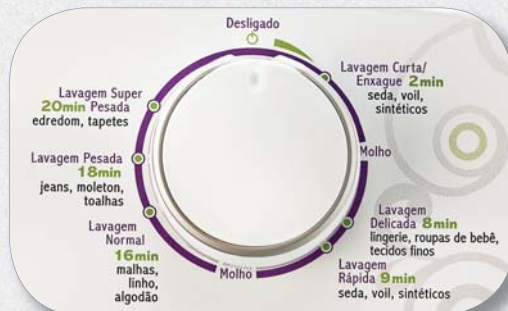 Desligado
Lavagem Curta/
Enxague 2min
seda, voil,
sintéticos
Molho
Lavagem
Delicada 8min
lingerie, roupas de bebê,
tecidos finos
Lavagem
Rápida 9min
seda, voil, sintéticos
Molho
Lavagem
Normal
16min
malhas,
linho,
algodão
Lavagem Pesada
18min
jeans, moleton,
toalhas
Lavagem Super
20min Pesada
edredom, tapetes